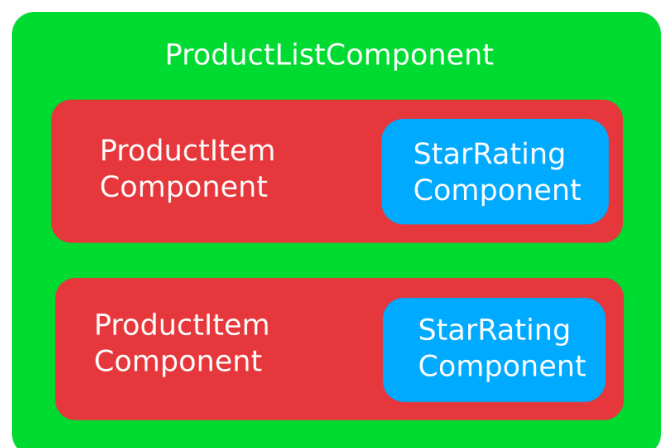 ProductListComponent
ProductItem
Component
StarRating
Component
ProductItem
Component
StarRating
Component